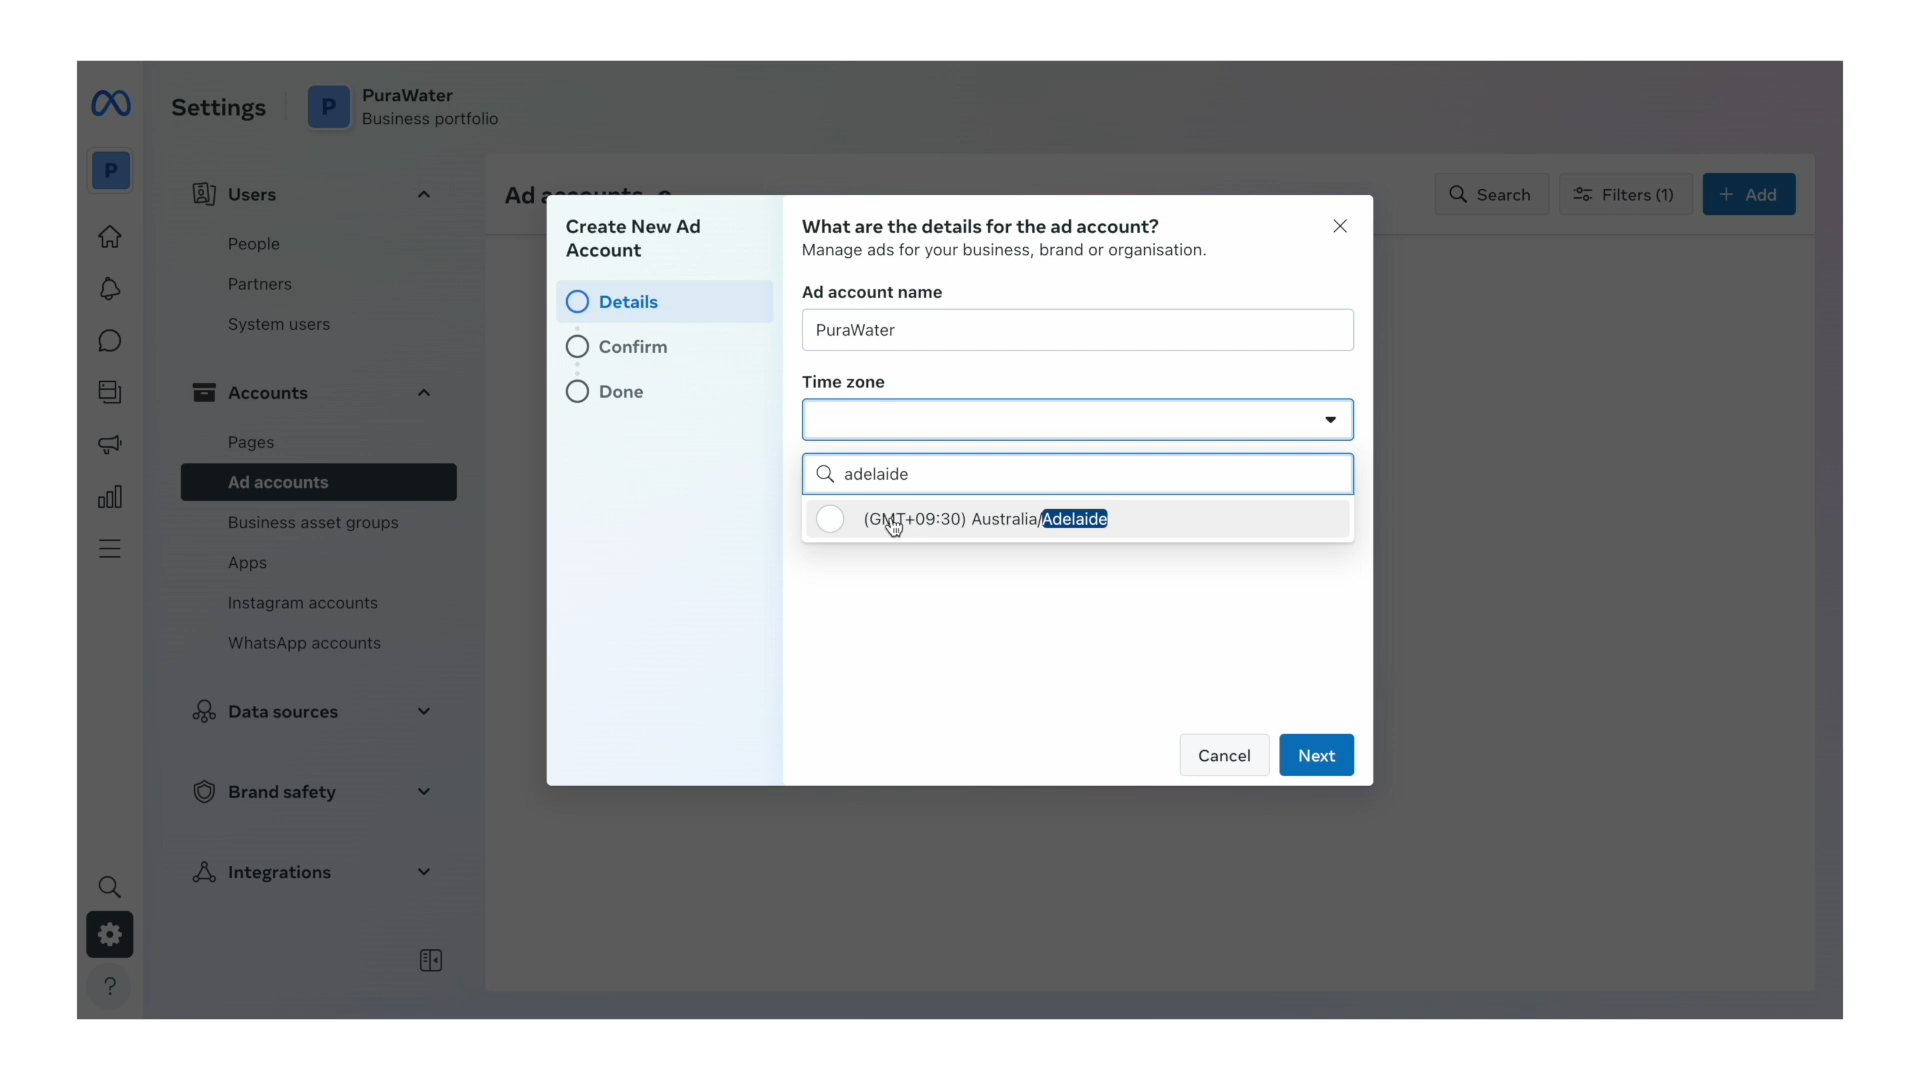 Settings
P
PuraWater
Business portfolio
P
Users
People
Partners
System users
Accounts
Pages
Ad accounts
Business asset groups
Apps
Instagram accounts
WhatsApp accounts
Data sources
Brand safety
Integrations
?
Ad accounts
Search
Filters (1)
+ Add
Create New Ad
Account
Details
Confirm
Done
What are the details for the ad account?
Manage ads for your business, brand or organisation.
Ad account name
PuraWater
Time zone
adelaide
(GMT+09:30) Australia/Adelaide
Cancel
Next